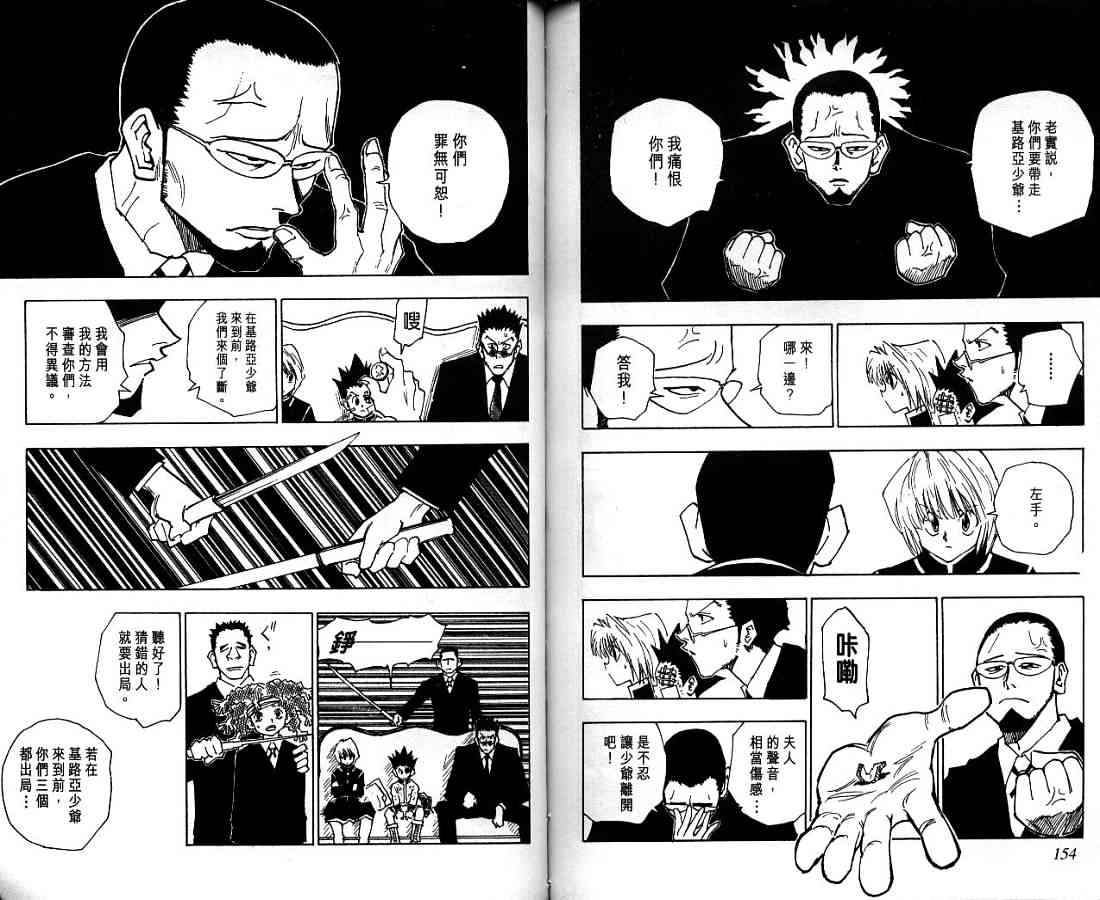 老實說，
你們要帶走
基路亞少爺…
我痛恨
你們！
……
來！
哪一邊？
答我！
左手。
咔嘞
夫人
的聲音，
相當傷感…
是不忍
讓少爺離開
吧！
154
你們
罪無可恕！
嗖
在基路亞少爺
來到前，
我們來個了斷。
我會用
我的方法
審查你們，
不得異議。
錚
聽好了！
猜錯的人
就要出局。
若在
基路亞少爺
來到前，
你們三個
都出局…